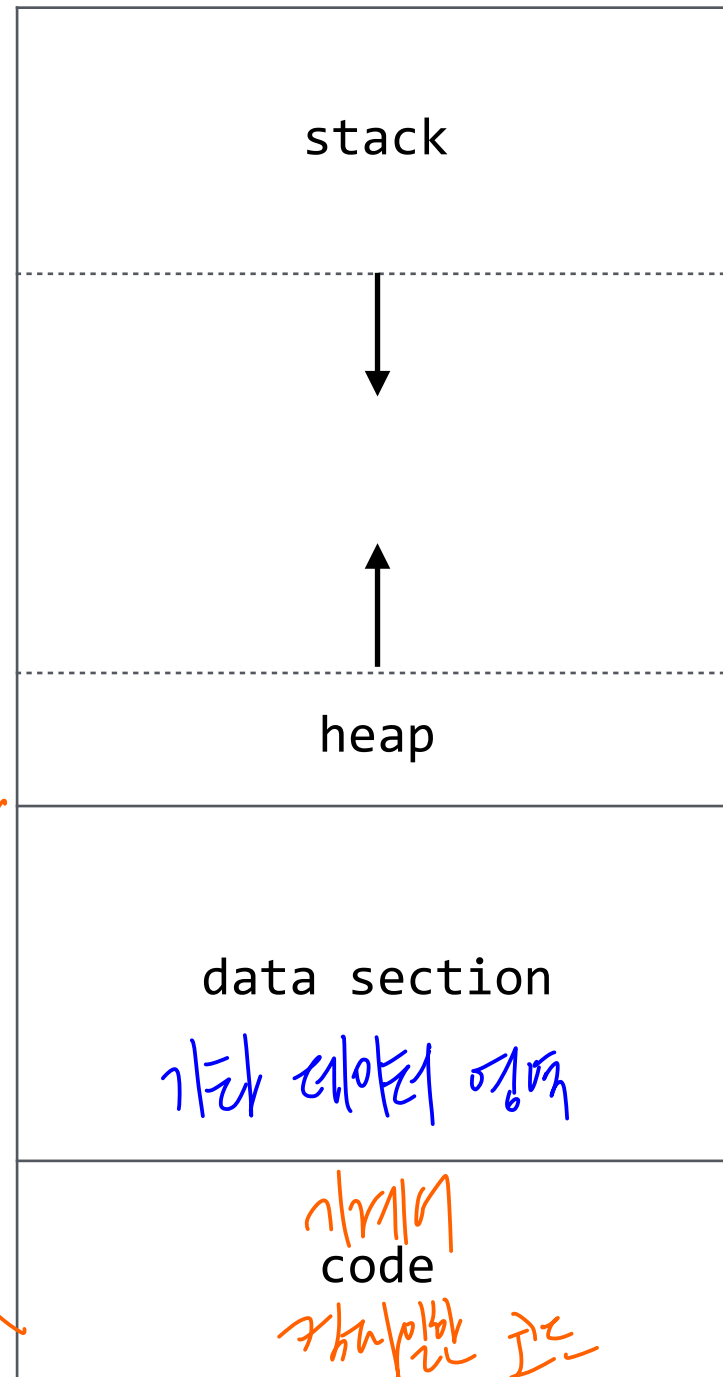 stack
heap
data section
기타 데이터 영역
기계어
code
컴파일한 코드